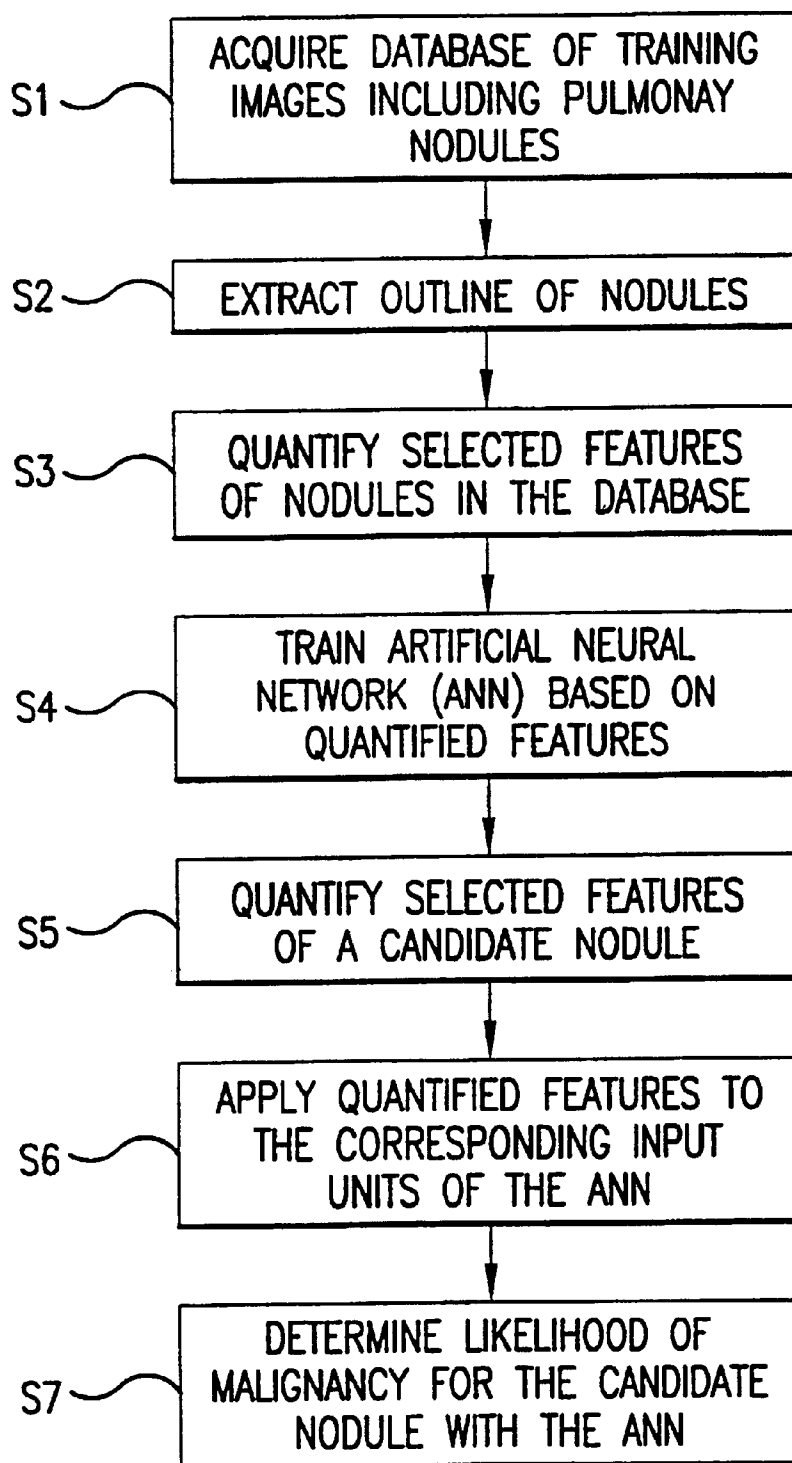 S1
ACQUIRE DATABASE OF TRAINING
IMAGES INCLUDING PULMONAY
NODULES
S2
EXTRACT OUTLINE OF NODULES
S3
QUANTIFY SELECTED FEATURES
OF NODULES IN THE DATABASE
S4
TRAIN ARTIFICIAL NEURAL
NETWORK (ANN) BASED ON
QUANTIFIED FEATURES
S5
QUANTIFY SELECTED FEATURES
OF A CANDIDATE NODULE
S6
APPLY QUANTIFIED FEATURES TO
THE CORRESPONDING INPUT
UNITS OF THE ANN
S7
DETERMINE LIKELIHOOD OF
MALIGNANCY FOR THE CANDIDATE
NODULE WITH THE ANN